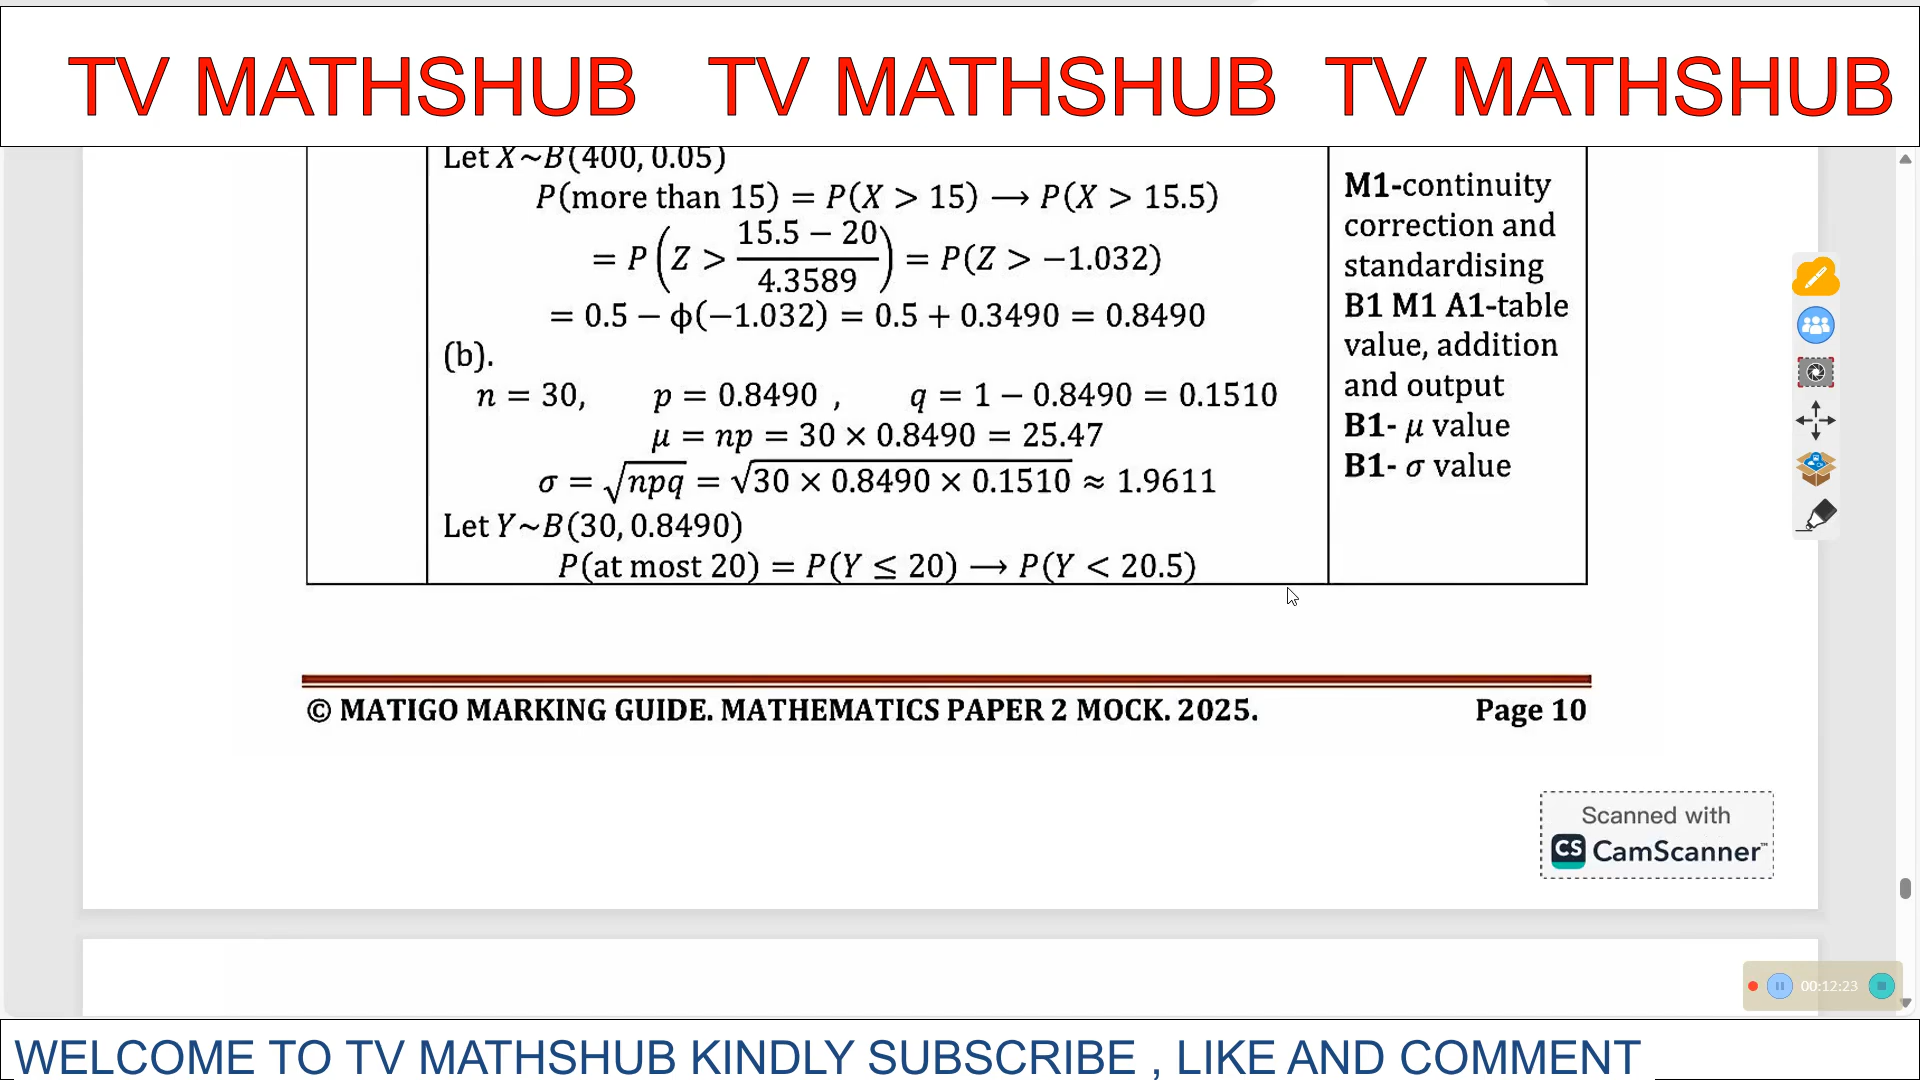 TV MATHSHUB TV MATHSHUB TV MATHSHUB
Let X~B(400, 0.05)
P(more than 15) = P(X > 15) → P(X > 15.5)
= P(Z > (15.5 − 20)/4.3589) = P(Z > −1.032)
= 0.5 − ϕ(−1.032) = 0.5 + 0.3490 = 0.8490
(b).
n = 30, p = 0.8490 , q = 1 − 0.8490 = 0.1510
μ = np = 30 × 0.8490 = 25.47
σ = √npq = √30 × 0.8490 × 0.1510 ≈ 1.9611
Let Y~B(30, 0.8490)
P(at most 20) = P(Y ≤ 20) → P(Y < 20.5)
M1-continuity
correction and
standardising
B1 M1 A1-table
value, addition
and output
B1- μ value
B1- σ value
© MATIGO MARKING GUIDE. MATHEMATICS PAPER 2 MOCK. 2025. Page 10
Scanned with
CS CamScanner™
00:12:23
WELCOME TO TV MATHSHUB KINDLY SUBSCRIBE , LIKE AND COMMENT